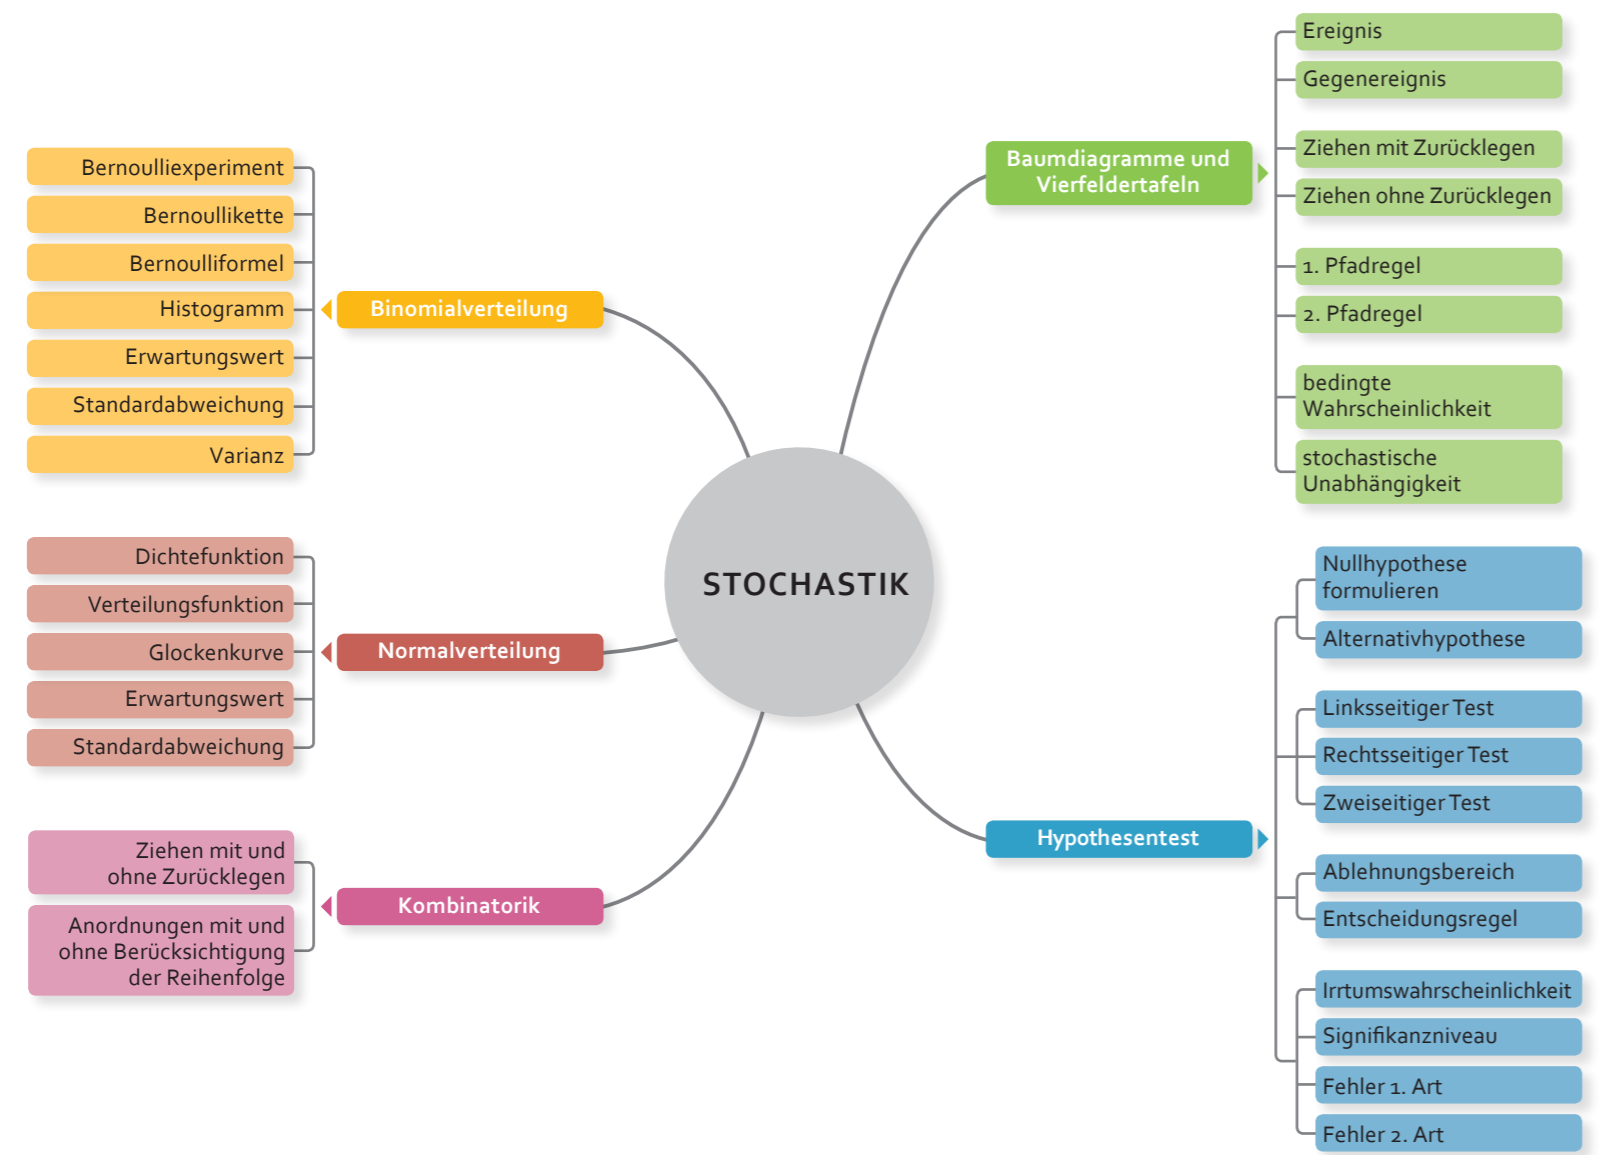 STOCHASTIK
Baumdiagramme und
Vierfeldertafeln
Ereignis
Gegenereignis
Ziehen mit Zurücklegen
Ziehen ohne Zurücklegen
1. Pfadregel
2. Pfadregel
bedingte
Wahrscheinlichkeit
stochastische
Unabhängigkeit
Hypothesentest
Nullhypothese
formulieren
Alternativhypothese
Linksseitiger Test
Rechtsseitiger Test
Zweiseitiger Test
Ablehnungsbereich
Entscheidungsregel
Irrtumswahrscheinlichkeit
Signifikanzniveau
Fehler 1. Art
Fehler 2. Art
Binomialverteilung
Bernoulliexperiment
Bernoullikette
Bernoulliformel
Histogramm
Erwartungswert
Standardabweichung
Varianz
Normalverteilung
Dichtefunktion
Verteilungsfunktion
Glockenkurve
Erwartungswert
Standardabweichung
Kombinatorik
Ziehen mit und
ohne Zurücklegen
Anordnungen mit und
ohne Berücksichtigung
der Reihenfolge